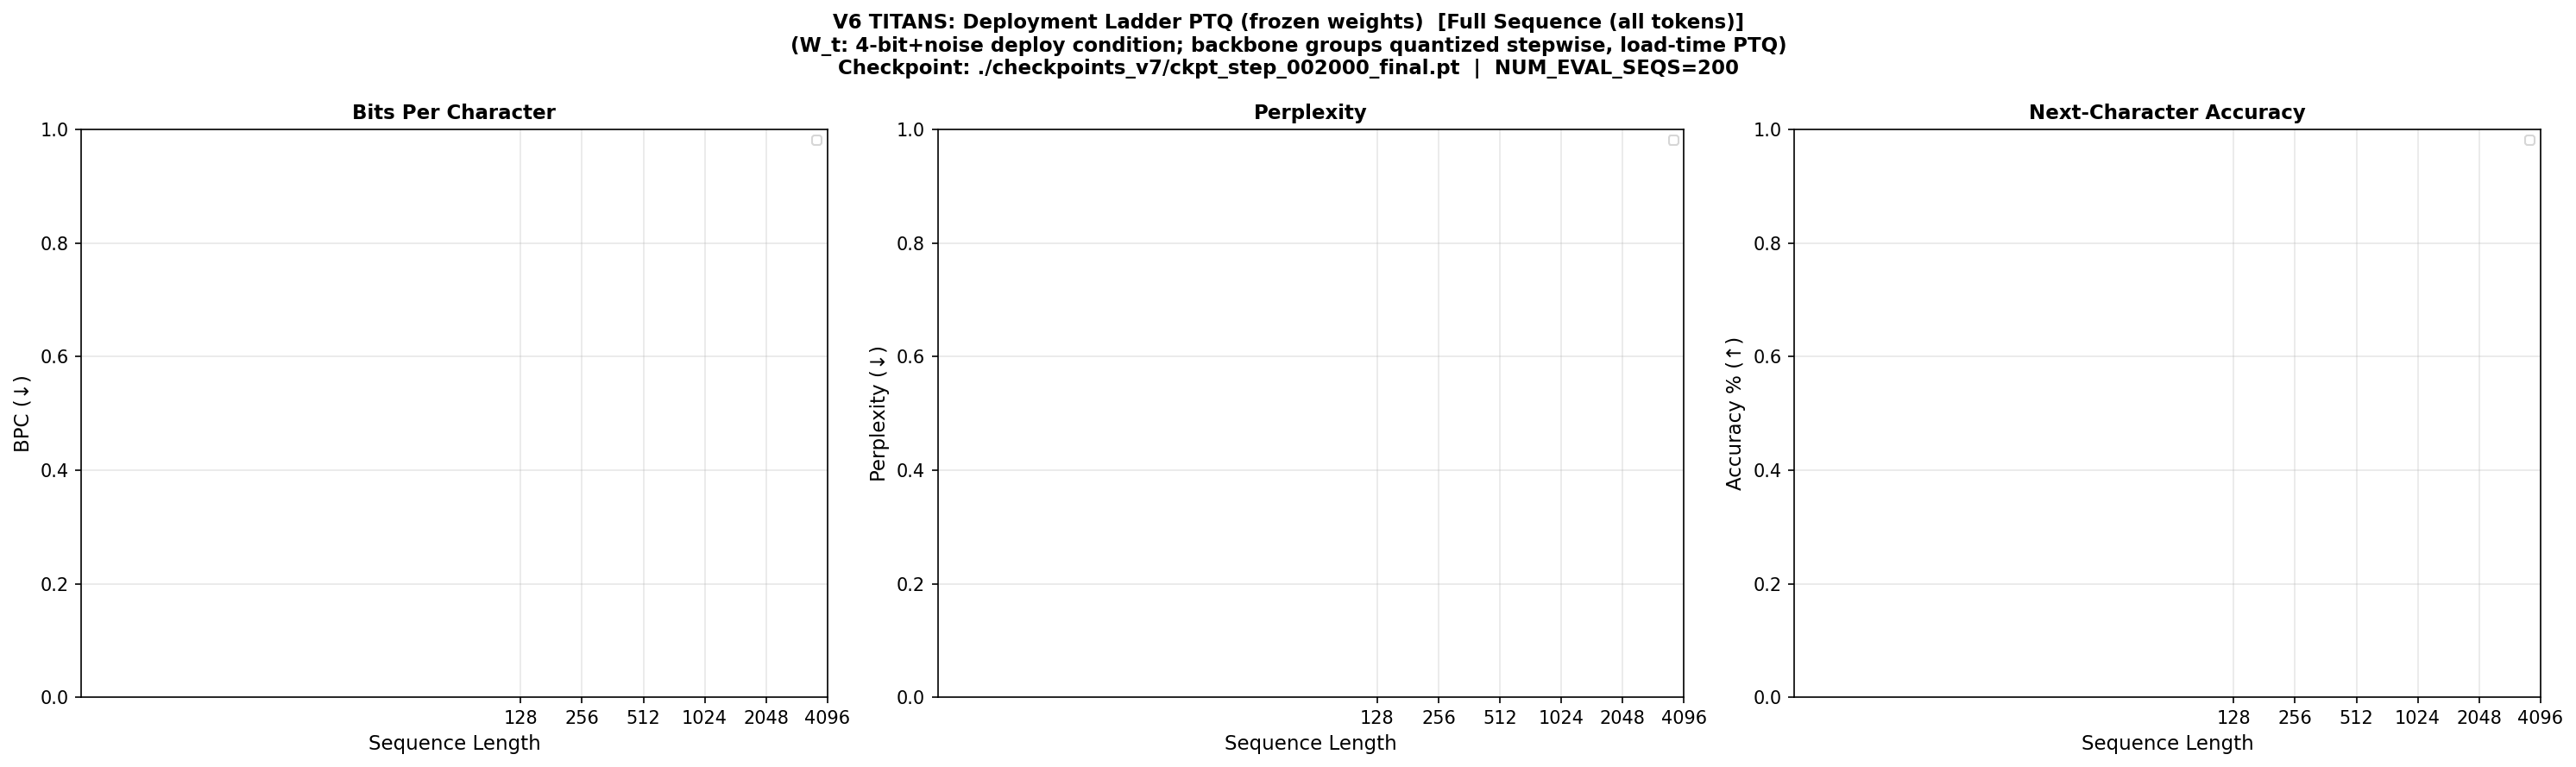 V6 TITANS: Deployment Ladder PTQ (frozen weights)  [Full Sequence (all tokens)]
(W_t: 4-bit+noise deploy condition; backbone groups quantized stepwise, load-time PTQ)
Checkpoint: ./checkpoints_v7/ckpt_step_002000_final.pt  |  NUM_EVAL_SEQS=200
Bits Per Character
1.0
0.8
0.6
0.4
0.2
0.0
BPC (↓)
128 256 512 1024 2048 4096
Sequence Length
Perplexity
1.0
0.8
0.6
0.4
0.2
0.0
Perplexity (↓)
128 256 512 1024 2048 4096
Sequence Length
Next-Character Accuracy
1.0
0.8
0.6
0.4
0.2
0.0
Accuracy % (↑)
128 256 512 1024 2048 4096
Sequence Length